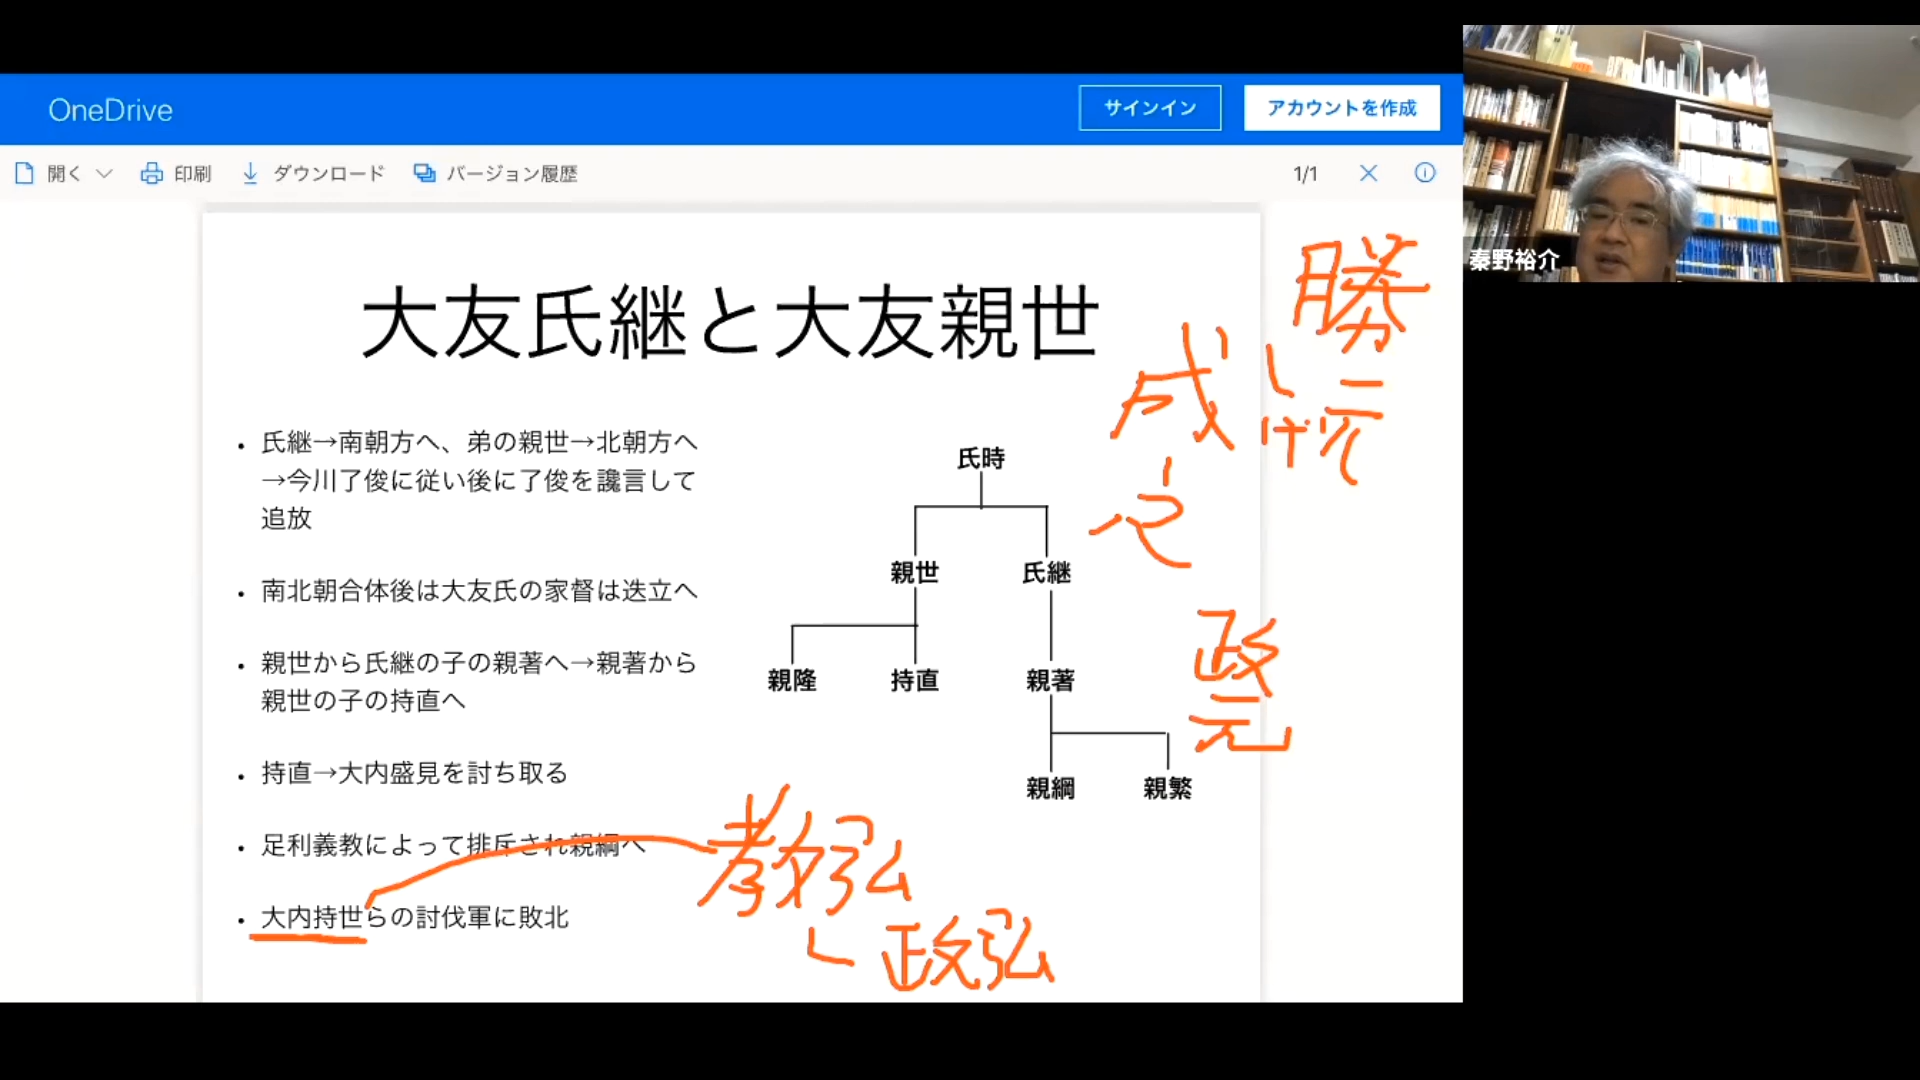 OneDrive
サインイン
アカウントを作成
開く
印刷
ダウンロード
バージョン履歴
1/1
秦野裕介
大友氏継と大友親世
・氏継→南朝方へ、弟の親世→北朝方へ
→今川了俊に従い後に了俊を讒言して
追放
・南北朝合体後は大友氏の家督は迭立へ
・親世から氏継の子の親著へ→親著から
親世の子の持直へ
・持直→大内盛見を討ち取る
・足利義教によって排斥され親綱へ
・大内持世らの討伐軍に敗北
氏時
親世
氏継
親隆
持直
親著
親綱
親繁
勝元
成之
政元
教弘
政弘